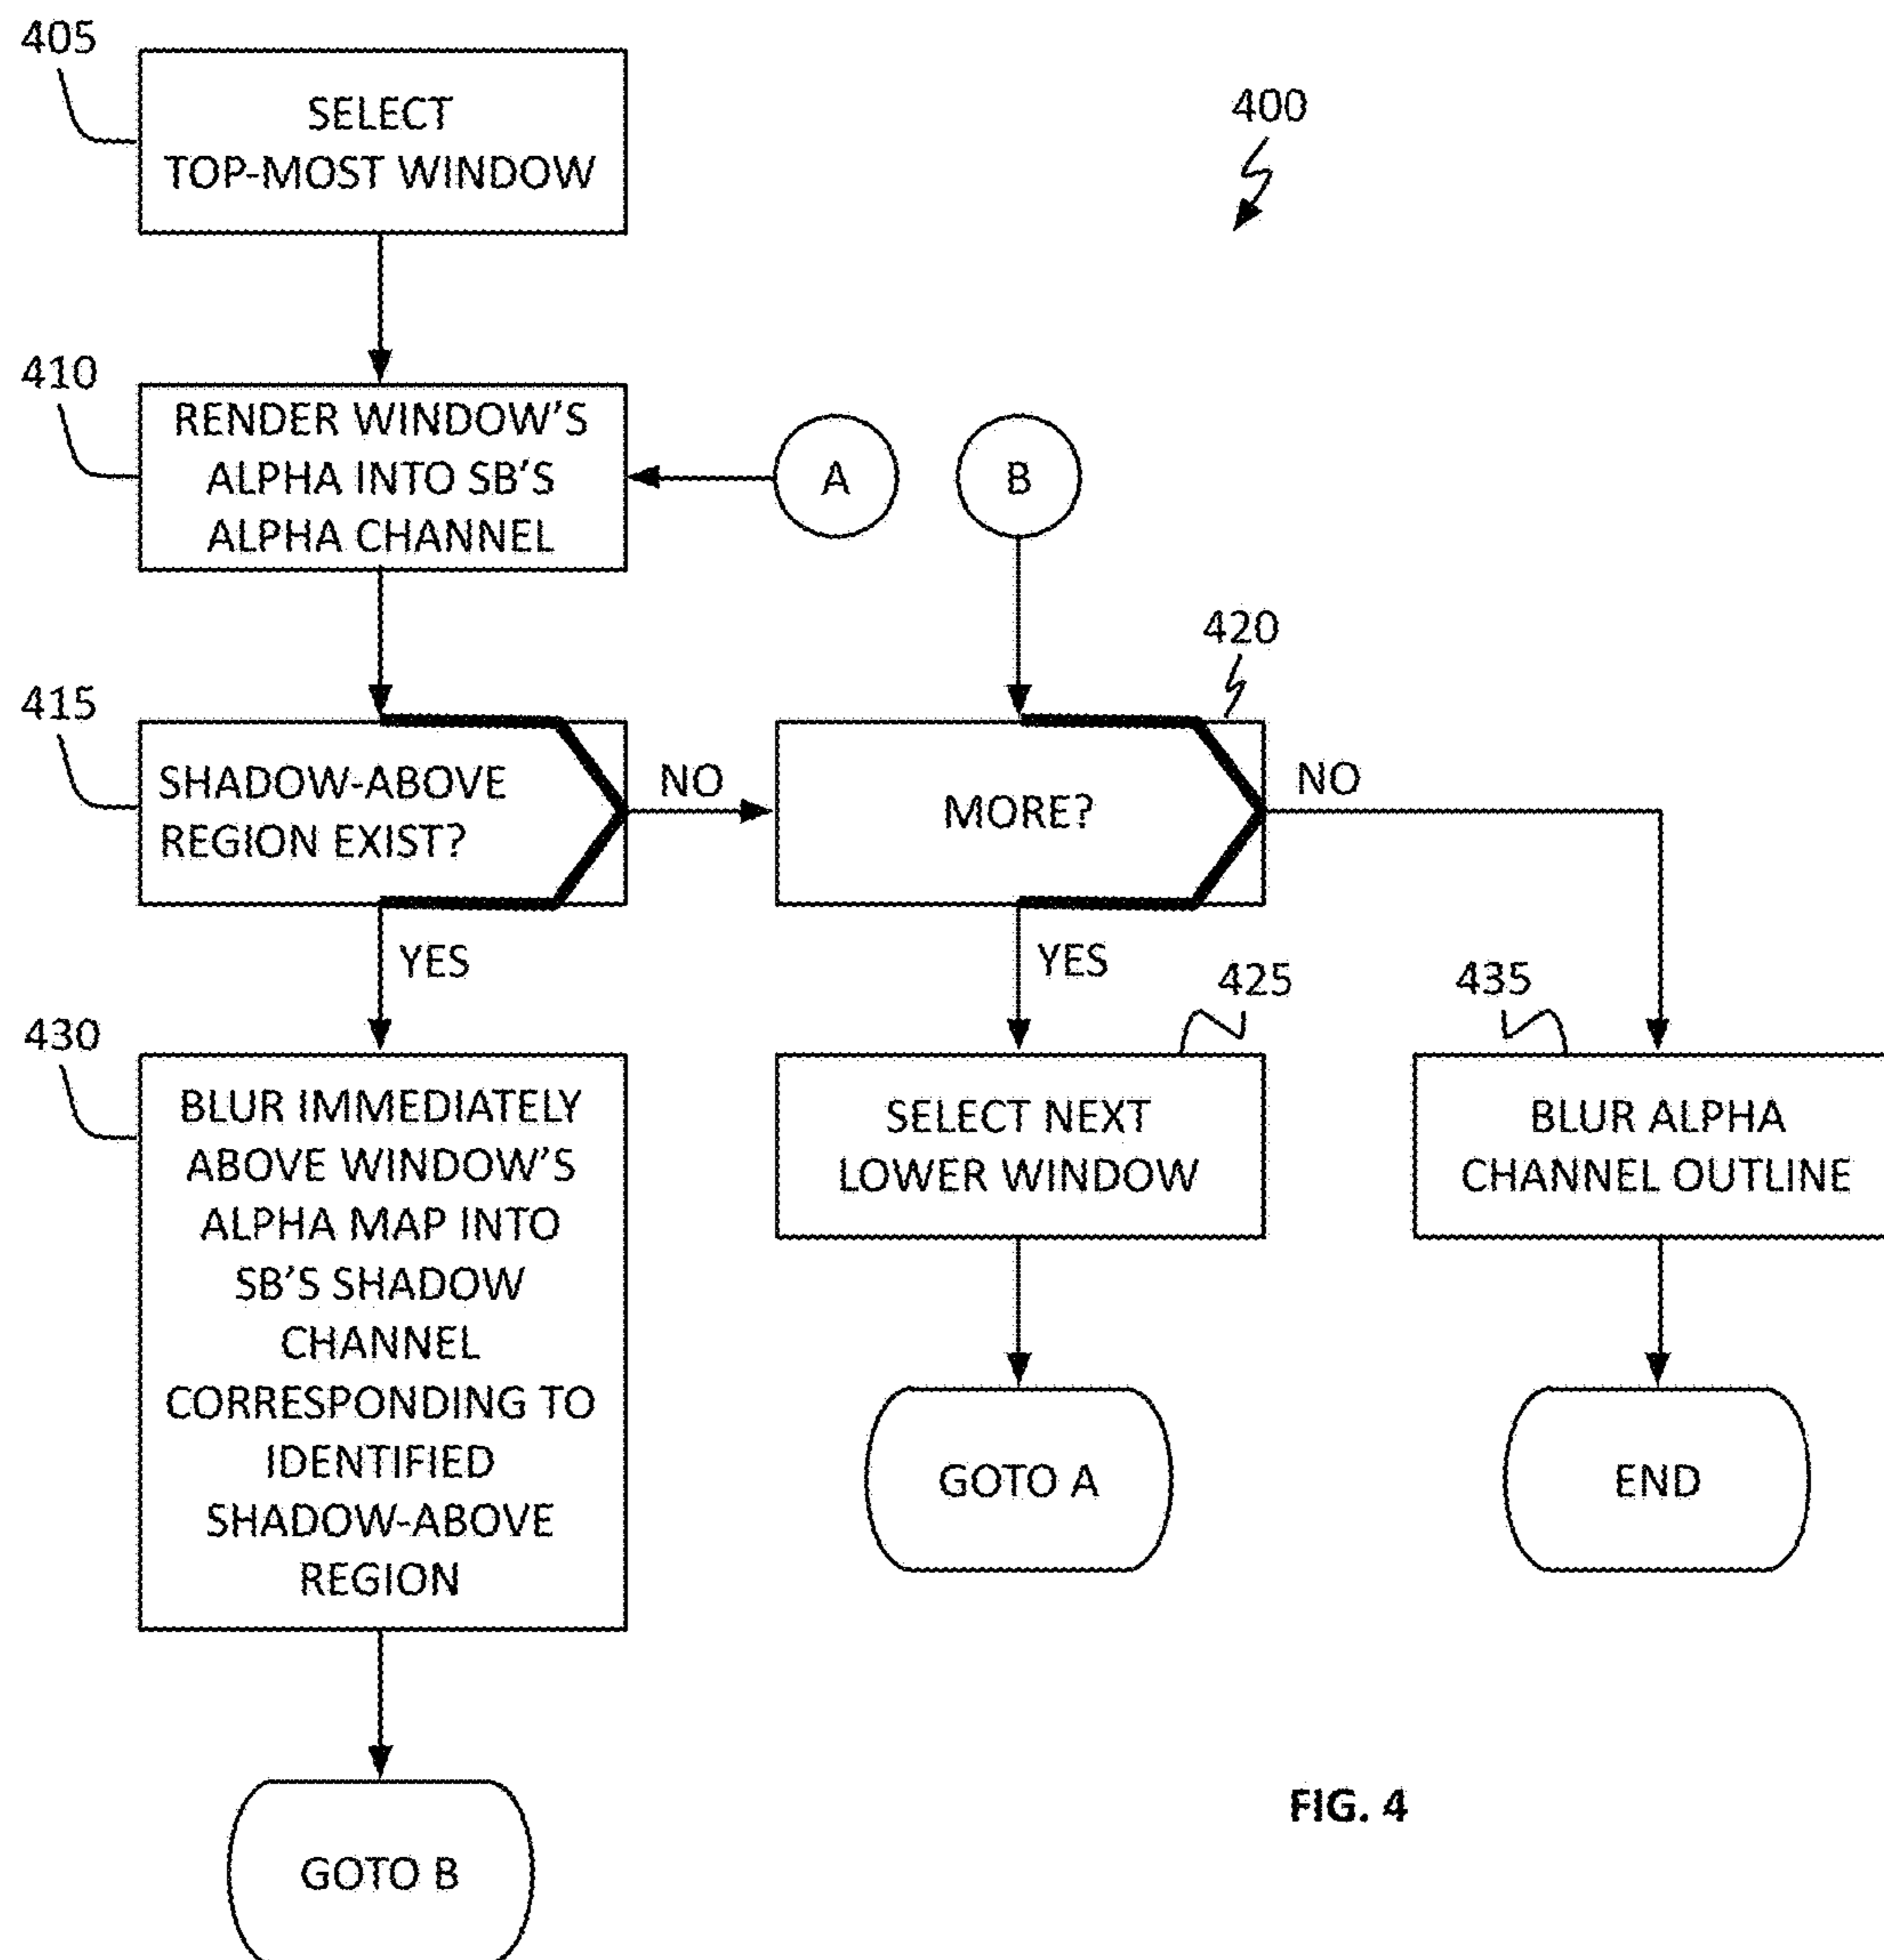 405
SELECT
TOP-MOST WINDOW
400
410
RENDER WINDOW'S
ALPHA INTO SB'S
ALPHA CHANNEL
A
B
415
SHADOW-ABOVE
REGION EXIST?
NO
YES
420
MORE?
NO
YES
430
BLUR IMMEDIATELY
ABOVE WINDOW'S
ALPHA MAP INTO
SB'S SHADOW
CHANNEL
CORRESPONDING TO
IDENTIFIED
SHADOW-ABOVE
REGION
425
SELECT NEXT
LOWER WINDOW
435
BLUR ALPHA
CHANNEL OUTLINE
GOTO A
END
GOTO B
FIG. 4